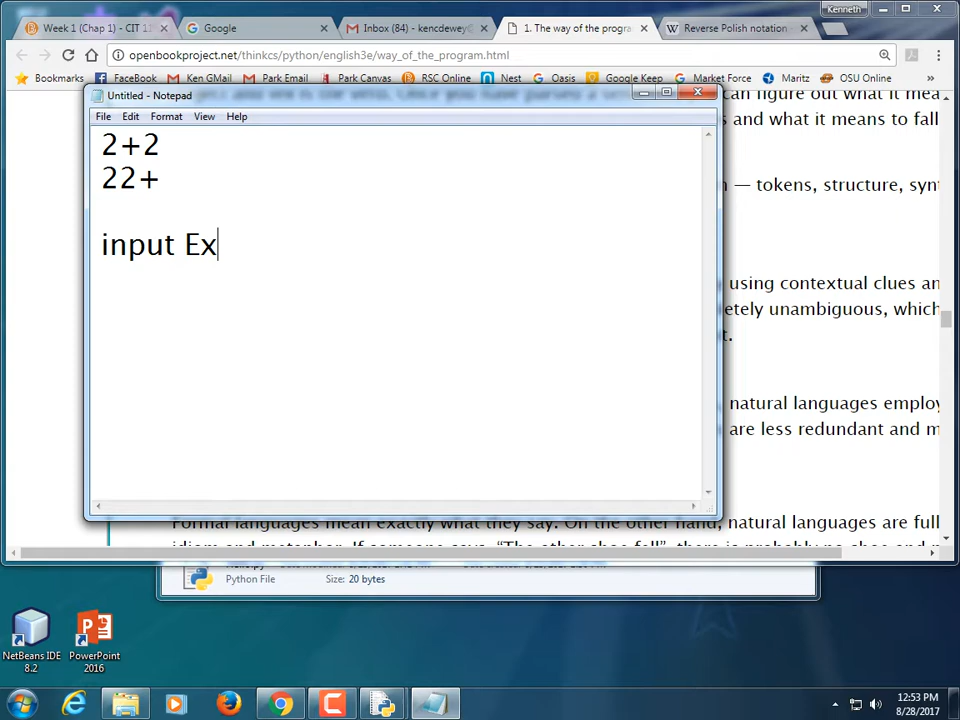 Kenneth
Week 1 (Chap 1) - CIT 11
Google
Inbox (84) - kencdewey@
1. The way of the progra
Reverse Polish notation
openbookproject.net/thinkcs/python/english3e/way_of_the_program.html
Bookmarks
FaceBook
Ken GMail
Park Email
Park Canvas
RSC Online
Nest
Oasis
Google Keep
Market Force
Maritz
OSU Online
»
Untitled - Notepad
File Edit Format View Help
2+2
22+
input Ex
can figure out what it mea
s and what it means to fall
— tokens, structure, synt
using contextual clues an
etely unambiguous, which
t.
natural languages employ
are less redundant and m
Formal languages mean exactly what they say. On the other hand, natural languages are full
Python File
Size: 20 bytes
NetBeans IDE
8.2
PowerPoint
2016
12:53 PM
8/28/2017